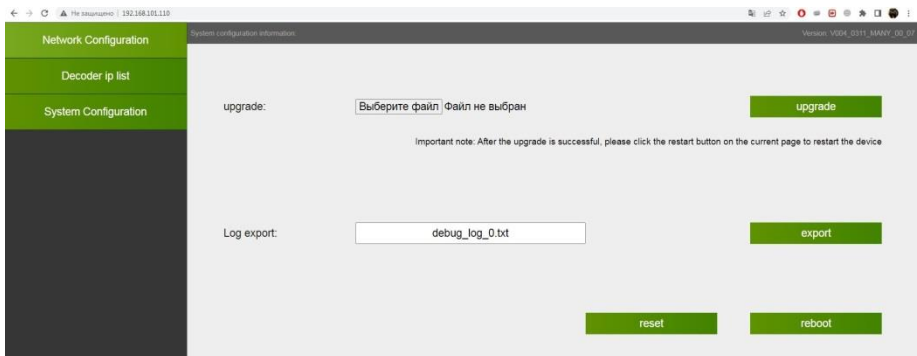 Не защищено | 192.168.101.110
Network Configuration
System configuration information:
Version: V004_0311_MANY_00_07
Decoder ip list
System Configuration
upgrade: Выберите файл Файл не выбран upgrade
Important note: After the upgrade is successful, please click the restart button on the current page to restart the device
Log export: debug_log_0.txt export
reset reboot